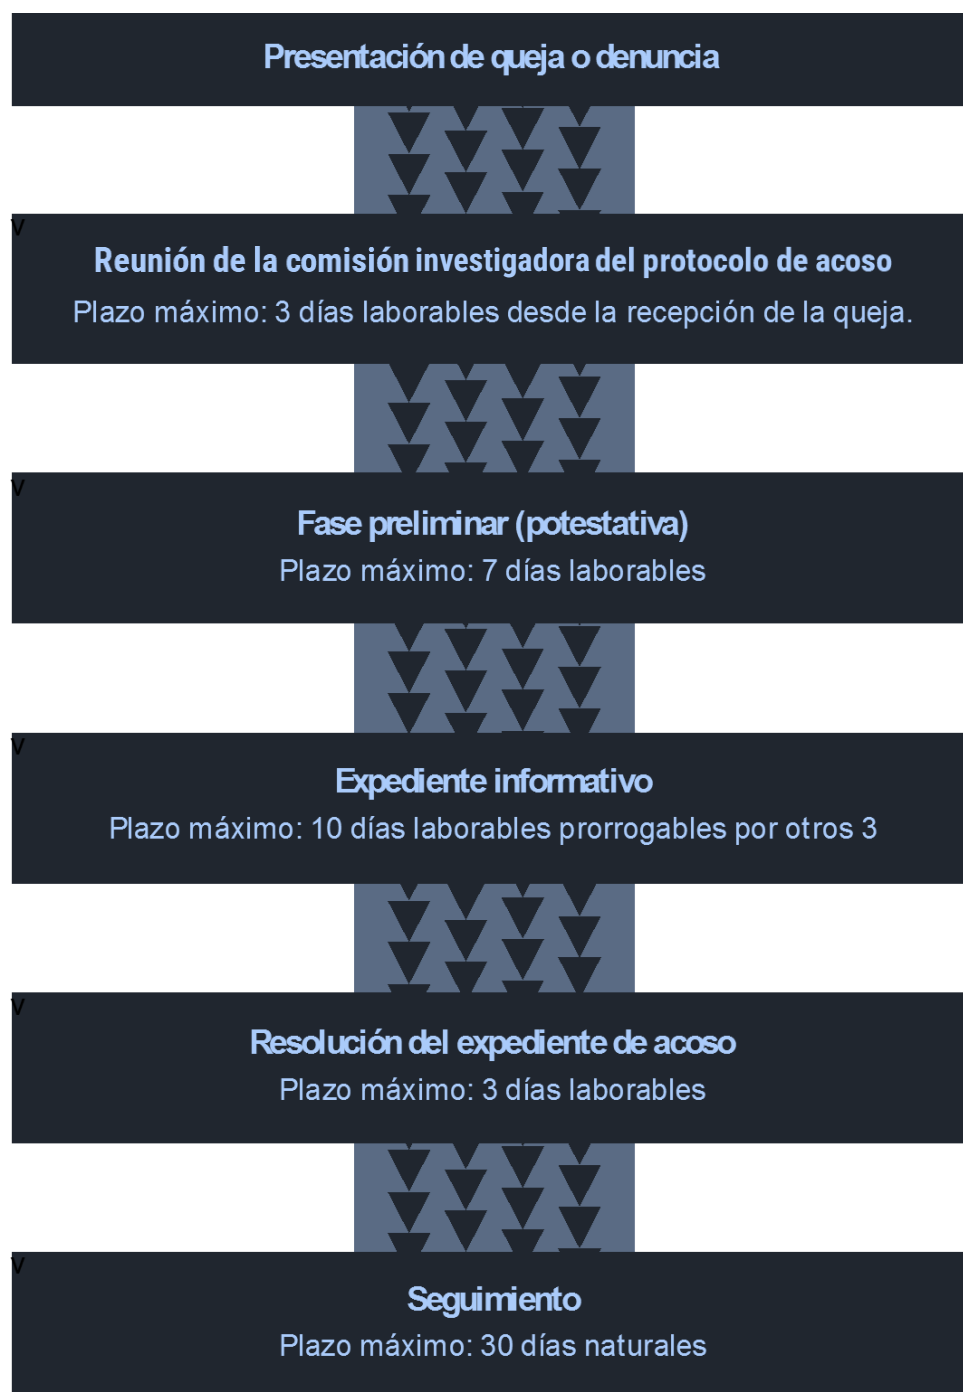 Presentación de queja o denuncia
v
Reunión de la comisión investigadora del protocolo de acoso
Plazo máximo: 3 días laborables desde la recepción de la queja.
v
Fase preliminar (potestativa)
Plazo máximo: 7 días laborables
v
Expediente informativo
Plazo máximo: 10 días laborables prorrogables por otros 3
v
Resolución del expediente de acoso
Plazo máximo: 3 días laborables
v
Seguimiento
Plazo máximo: 30 días naturales